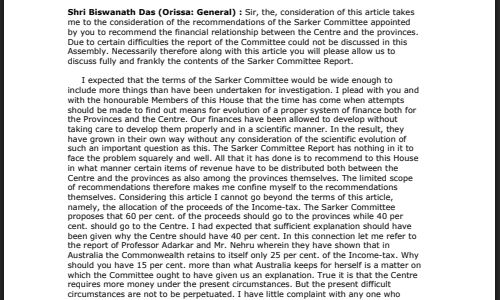 Shri Biswanath Das (Orissa: General) : Sir, the, consideration of this article takes
me to the consideration of the recommendations of the Sarker Committee appointed
by you to recommend the financial relationship between the Centre and the provinces.
Due to certain difficulties the report of the Committee could not be discussed in this
Assembly. Necessarily therefore along with this article you will please allow us to
discuss fully and frankly the contents of the Sarker Committee Report.
I expected that the terms of the Sarker Committee would be wide enough to
include more things than have been undertaken for investigation. I plead with you and
with the honourable Members of this House that the time has come when attempts
should be made to find out means for evolution of a proper system of finance both for
the Provinces and the Centre. Our finances have been allowed to develop without
taking care to develop them properly and in a scientific manner. In the result, they
have grown in their own way without any consideration of the scientific evolution of
such an important question as this. The Sarker Committee Report has nothing in it to
face the problem squarely and well. All that it has done is to recommend to this House
in what manner certain terms of revenue have to be distributed both between the
Centre and the provinces as also among the provinces themselves. The limited scope
of recommendations therefore makes me confine myself to the recommendations
themselves. Considering this article I cannot go beyond the terms of this article,
namely, the allocation of the proceeds of the Income-tax. The Sarker Committee
proposes that 60 per cent. of the proceeds should go to the provinces while 40 per
cent. should go to the Centre. I had expected that sufficient explanation should have
been given why the Centre should have 40 per cent. In this connection let me refer to
the report of Professor Adarkar and Mr. Nehru wherein they have shown that in
Australia the Commonwealth retains to itself only 25 per cent. of the Income-tax. Why
should you have 15 per cent. more than what Australia keeps for herself is a matter on
which the Committee ought to have given us an explanation. True it is that the Centre
requires more money under the present circumstances. But the present difficult
circumstances are not to be perpetuated. I have little complaint with any one who